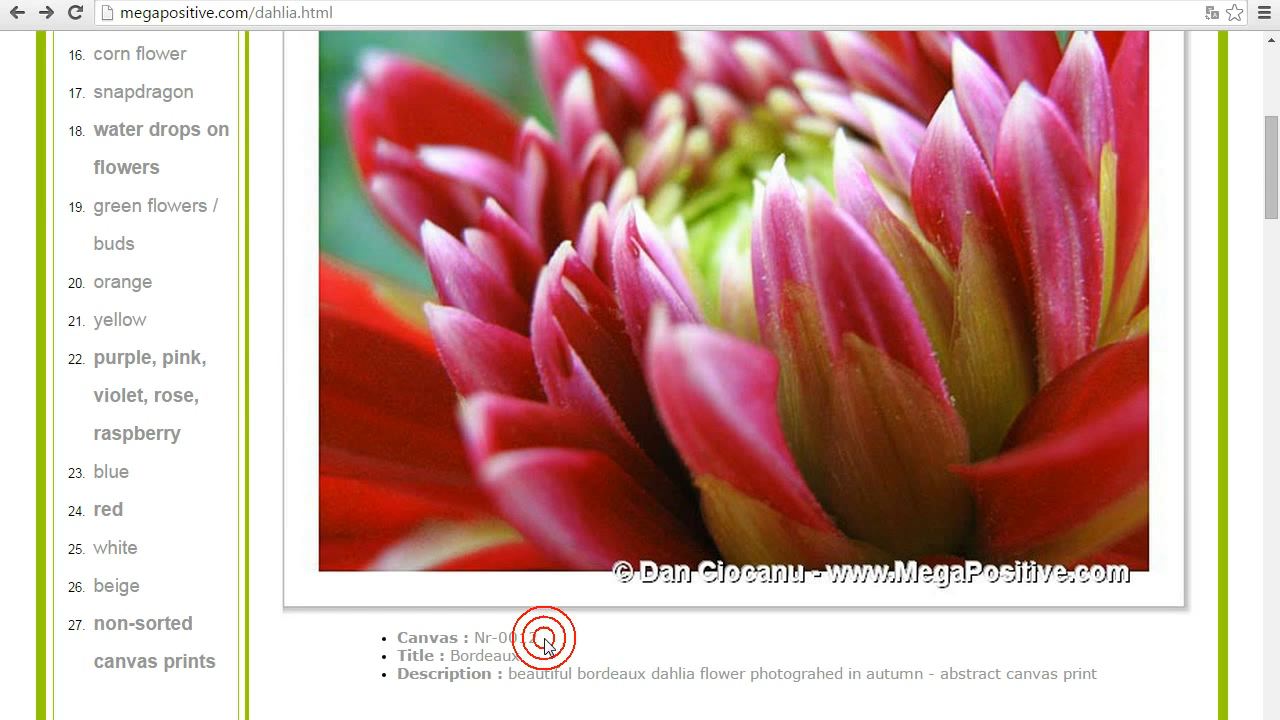 megapositive.com/dahlia.html
16. corn flower
17. snapdragon
18. water drops on
flowers
19. green flowers /
buds
20. orange
21. yellow
22. purple, pink,
violet, rose,
raspberry
23. blue
24. red
25. white
26. beige
27. non-sorted
canvas prints
© Dan Ciocanu - www.MegaPositive.com
Canvas : Nr-0012
Title : Bordeaux
Description : beautiful bordeaux dahlia flower photograhed in autumn - abstract canvas print